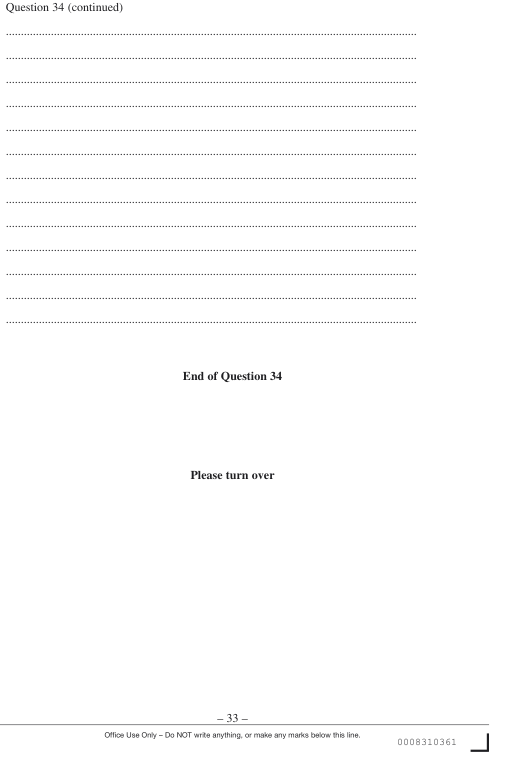 Question 34 (continued)
End of Question 34
Please turn over
– 33 –
Office Use Only – Do NOT write anything, or make any marks below this line.
0008310361